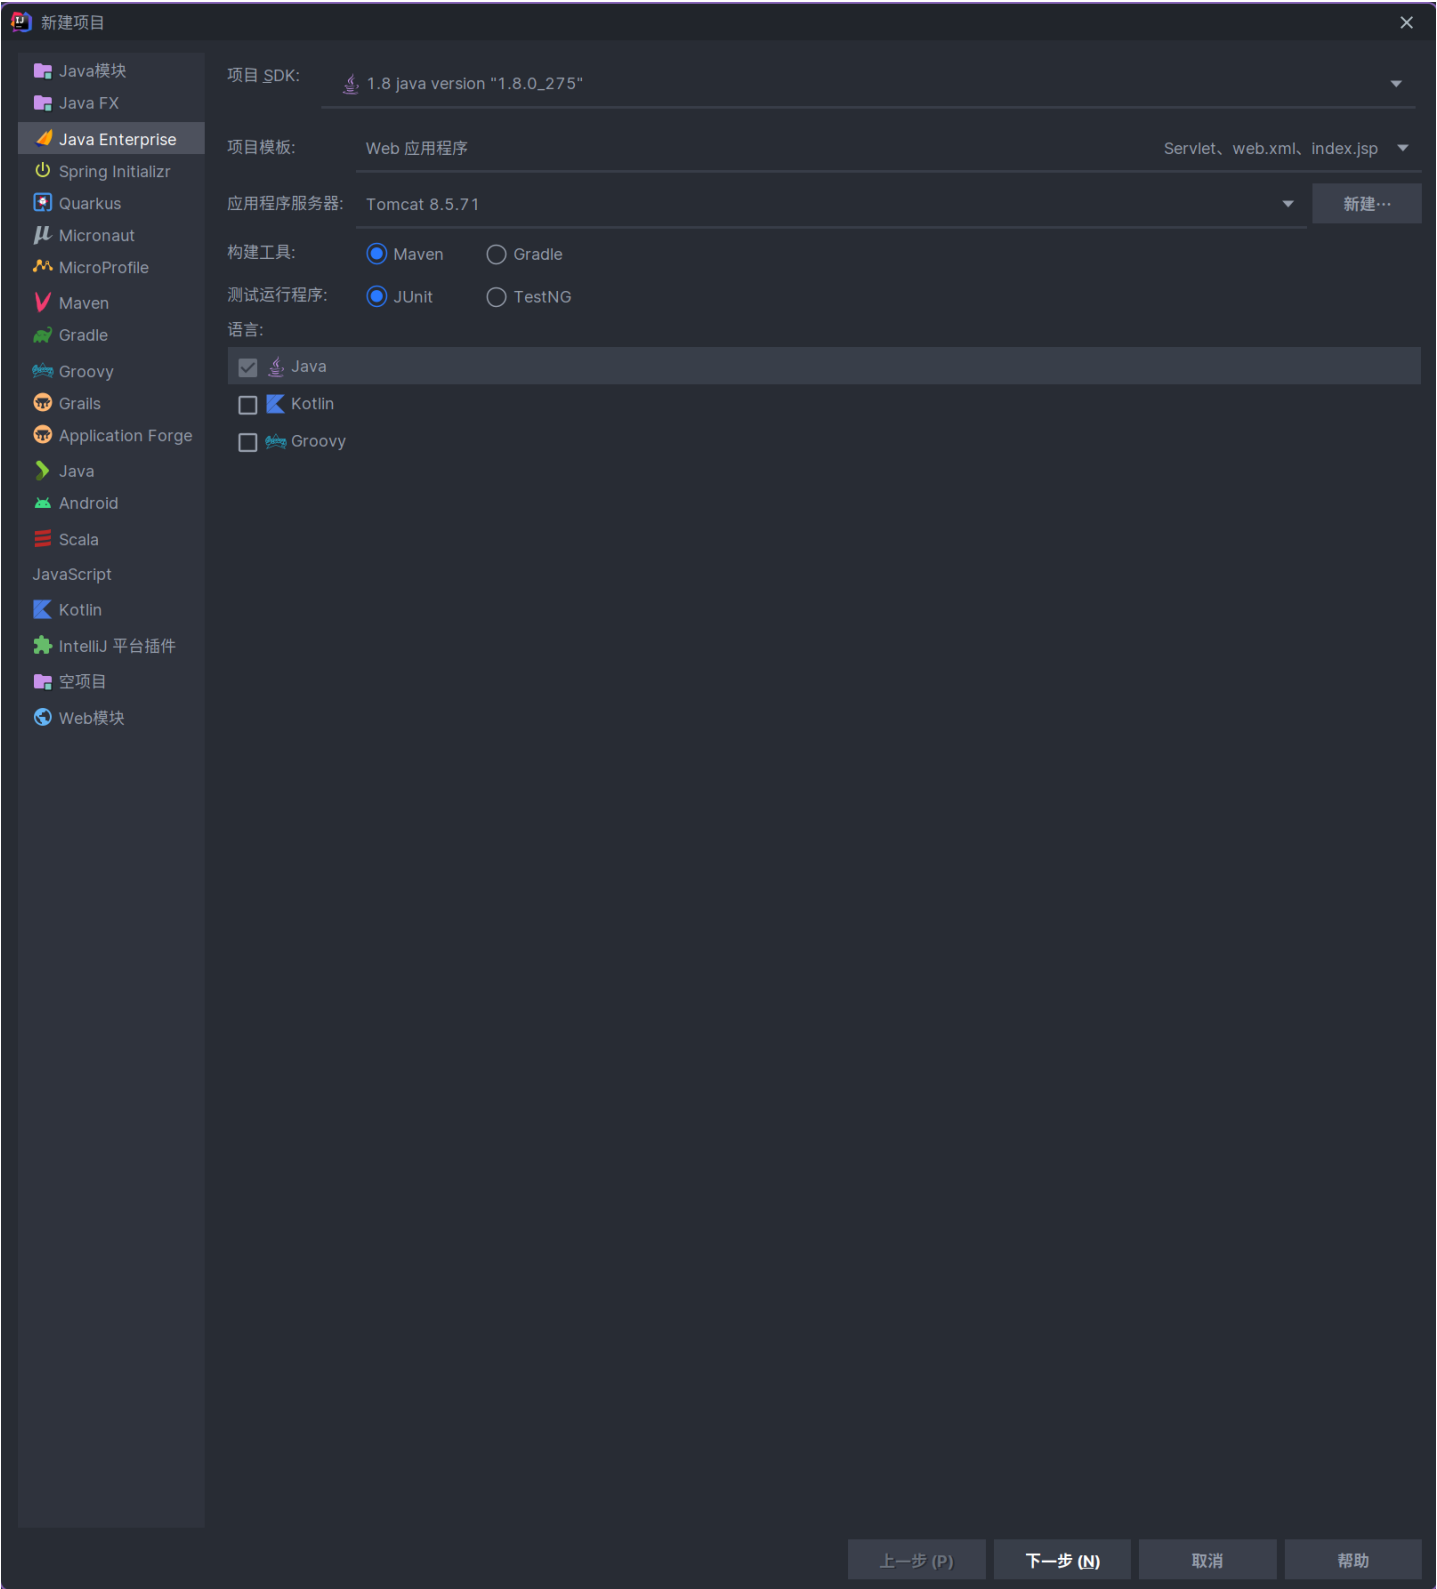 新建项目
Java模块
Java FX
Java Enterprise
Spring Initializr
Quarkus
Micronaut
MicroProfile
Maven
Gradle
Groovy
Grails
Application Forge
Java
Android
Scala
JavaScript
Kotlin
IntelliJ 平台插件
空项目
Web模块
项目 SDK: 1.8 java version "1.8.0_275"
项目模板: Web 应用程序 Servlet、web.xml、index.jsp
应用程序服务器: Tomcat 8.5.71 新建…
构建工具: Maven Gradle
测试运行程序: JUnit TestNG
语言:
Java
Kotlin
Groovy
上一步 (P) 下一步 (N) 取消 帮助